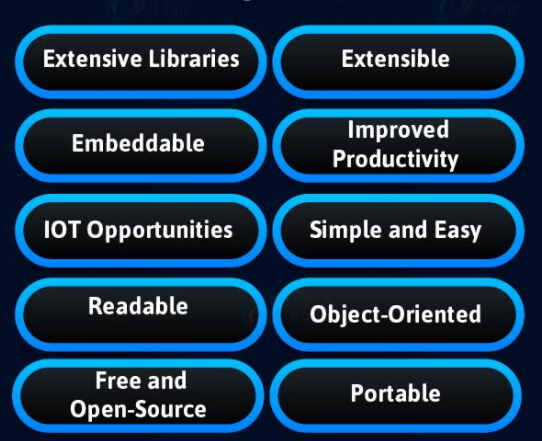 Extensive Libraries
Extensible
Embeddable
Improved
Productivity
IOT Opportunities
Simple and Easy
Readable
Object-Oriented
Free and
Open-Source
Portable